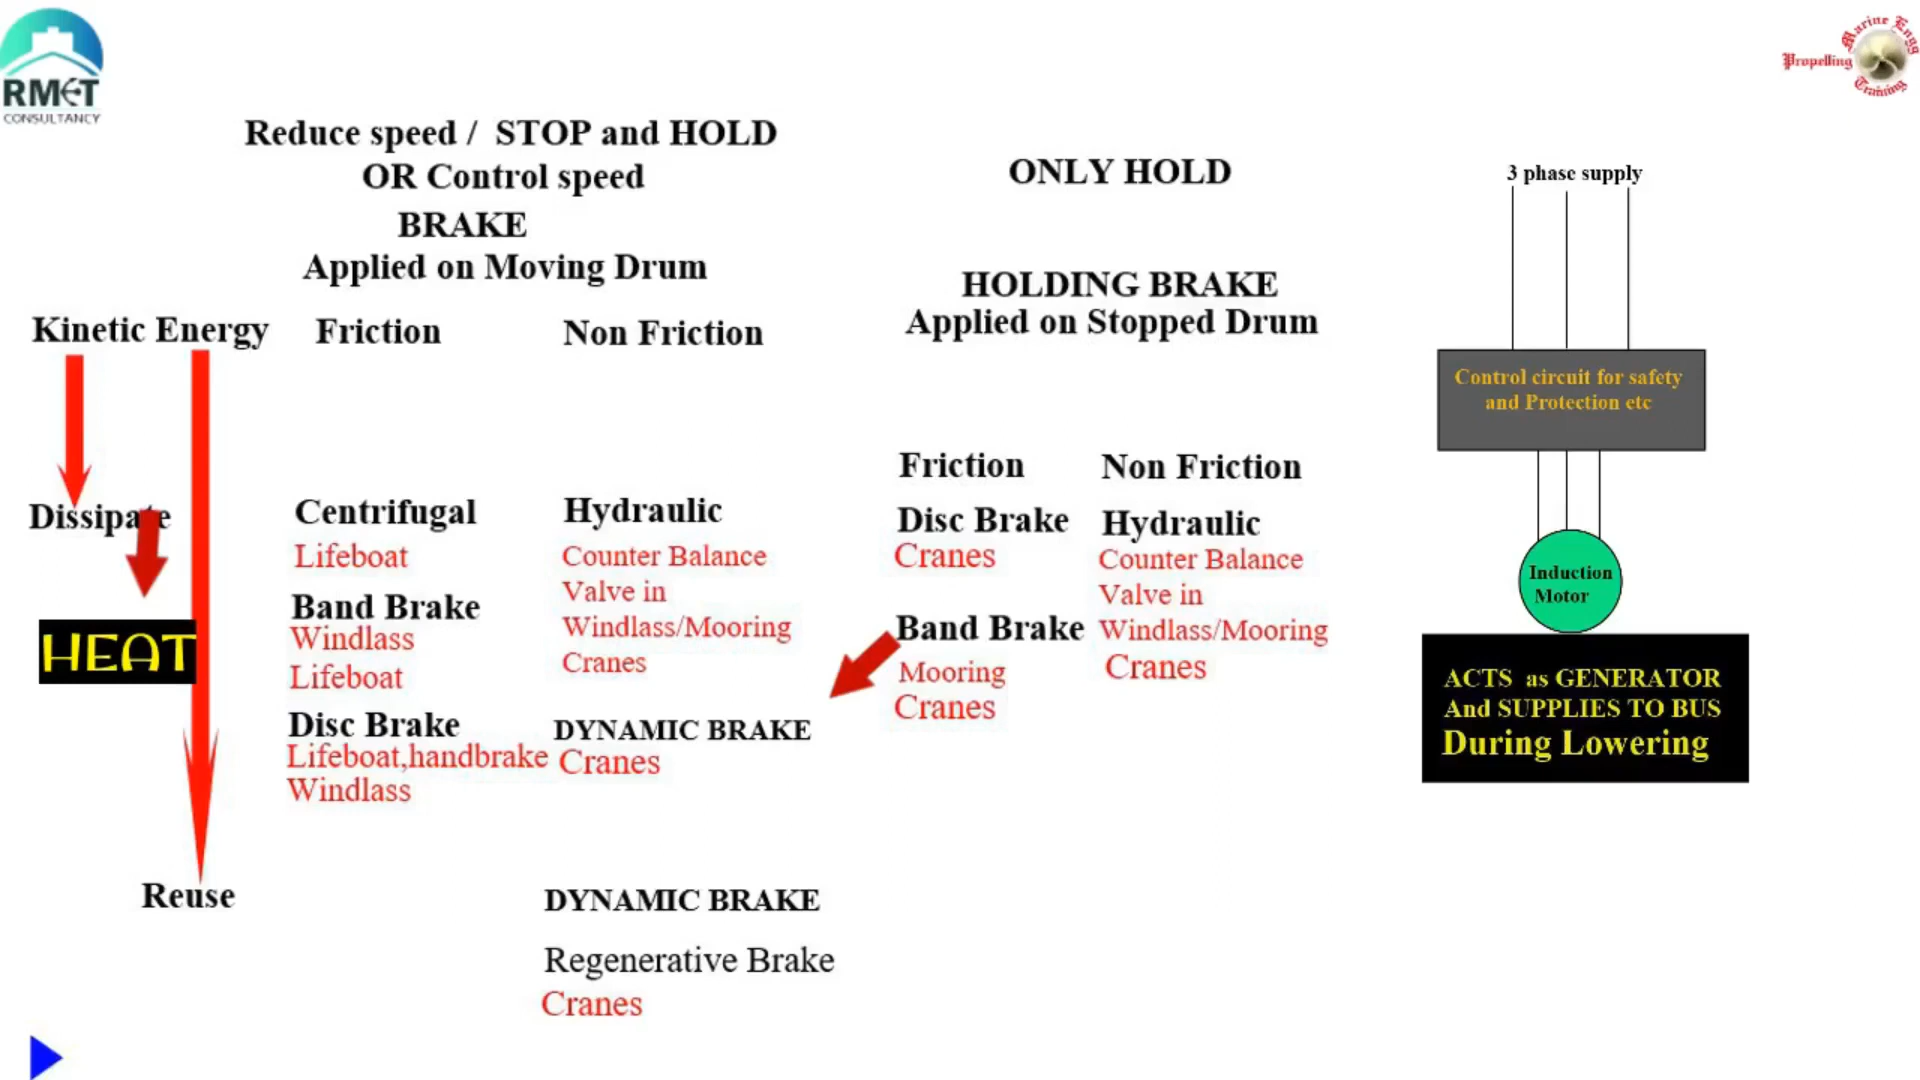 RMET
CONSULTANCY
Propelling
Marine Engg
Training
Reduce speed / STOP and HOLD
OR Control speed
BRAKE
Applied on Moving Drum
ONLY HOLD
HOLDING BRAKE
Applied on Stopped Drum
3 phase supply
Control circuit for safety
and Protection etc
Induction
Motor
ACTS as GENERATOR
And SUPPLIES TO BUS
During Lowering
Kinetic Energy
Friction
Non Friction
Dissipate
HEAT
Reuse
Centrifugal
Lifeboat
Band Brake
Windlass
Lifeboat
Disc Brake
Lifeboat,handbrake
Windlass
Hydraulic
Counter Balance
Valve in
Windlass/Mooring
Cranes
DYNAMIC BRAKE
Cranes
DYNAMIC BRAKE
Regenerative Brake
Cranes
Friction
Disc Brake
Cranes
Band Brake
Mooring
Cranes
Non Friction
Hydraulic
Counter Balance
Valve in
Windlass/Mooring
Cranes